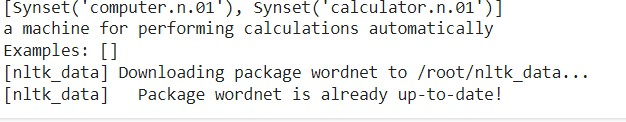 [Synset('computer.n.01'), Synset('calculator.n.01')]
a machine for performing calculations automatically
Examples: []
[nltk_data] Downloading package wordnet to /root/nltk_data...
[nltk_data]   Package wordnet is already up-to-date!